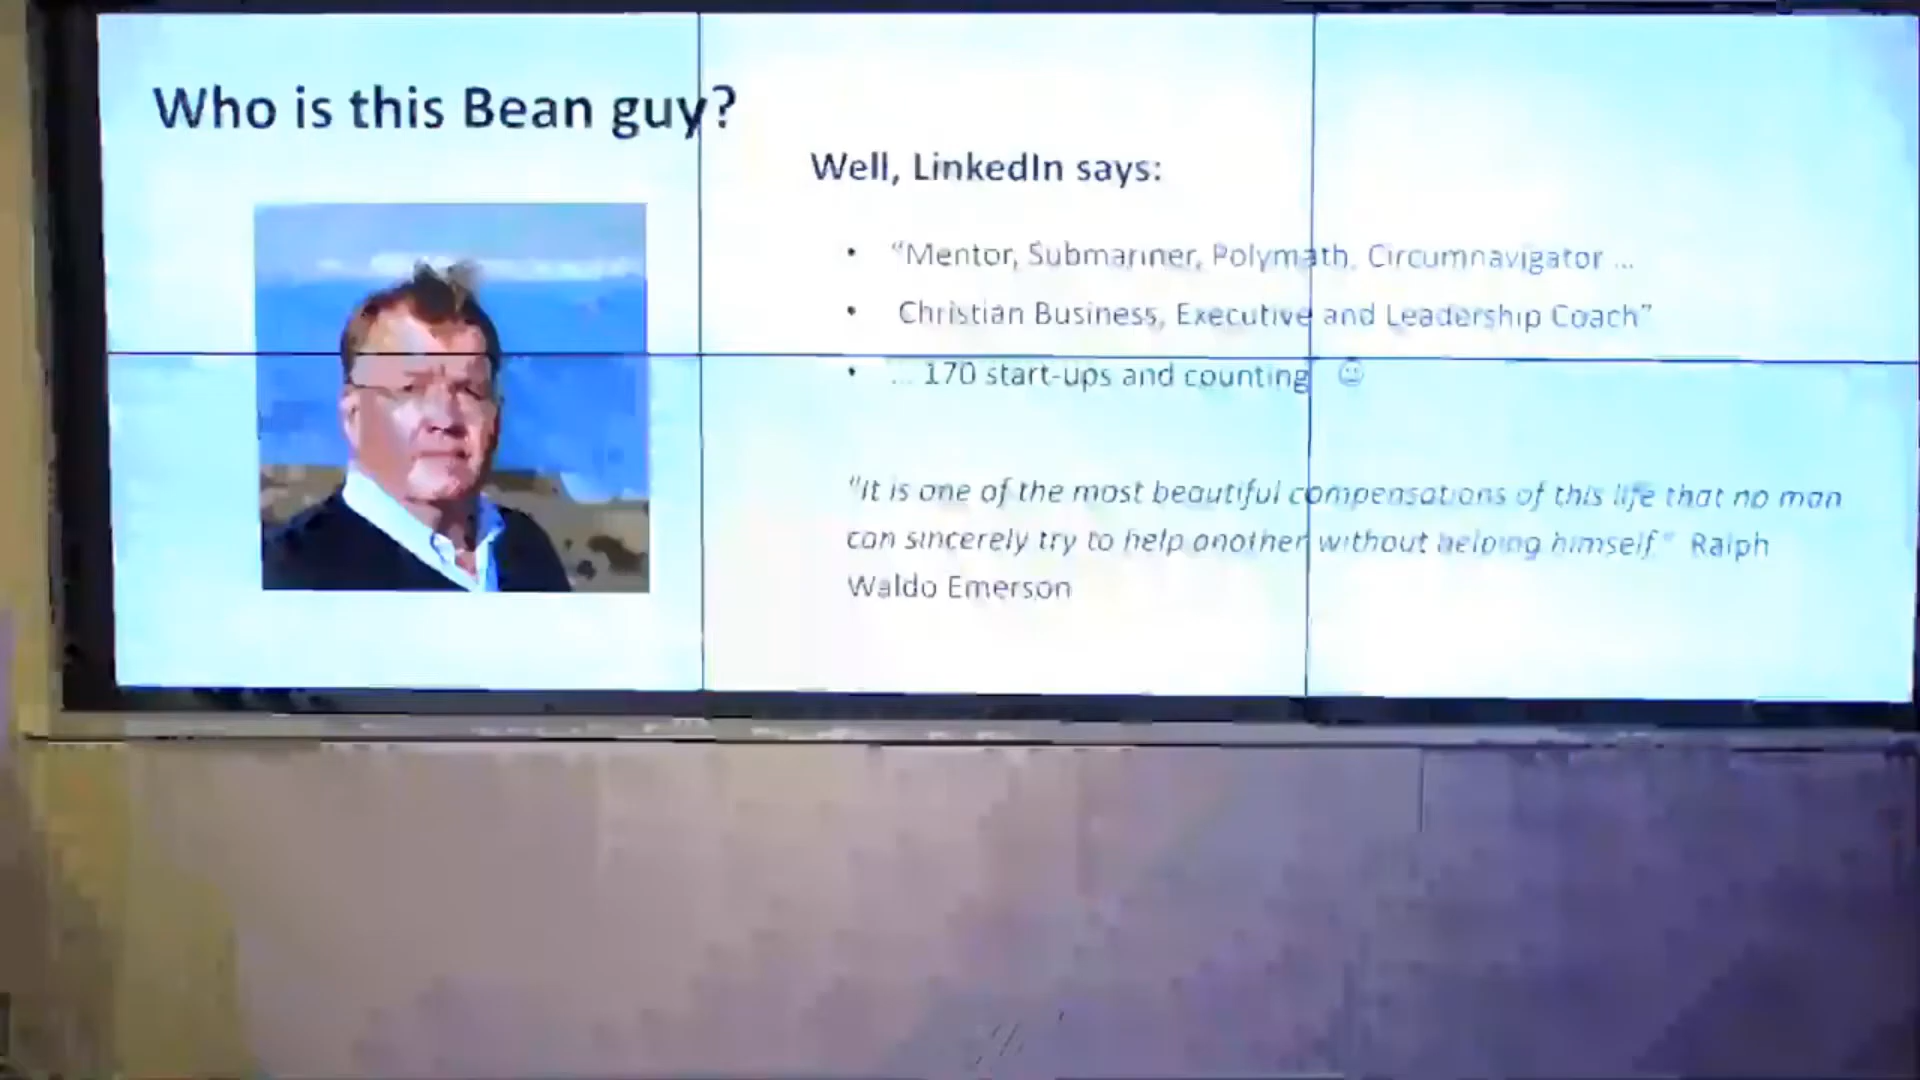 Who is this Bean guy?
Well, LinkedIn says:
• “Mentor, Submariner, Polymath, Circumnavigator ...
• Christian Business, Executive and Leadership Coach”
• ... 170 start-ups and counting ☺
“It is one of the most beautiful compensations of this life that no man
can sincerely try to help another without helping himself.” Ralph
Waldo Emerson